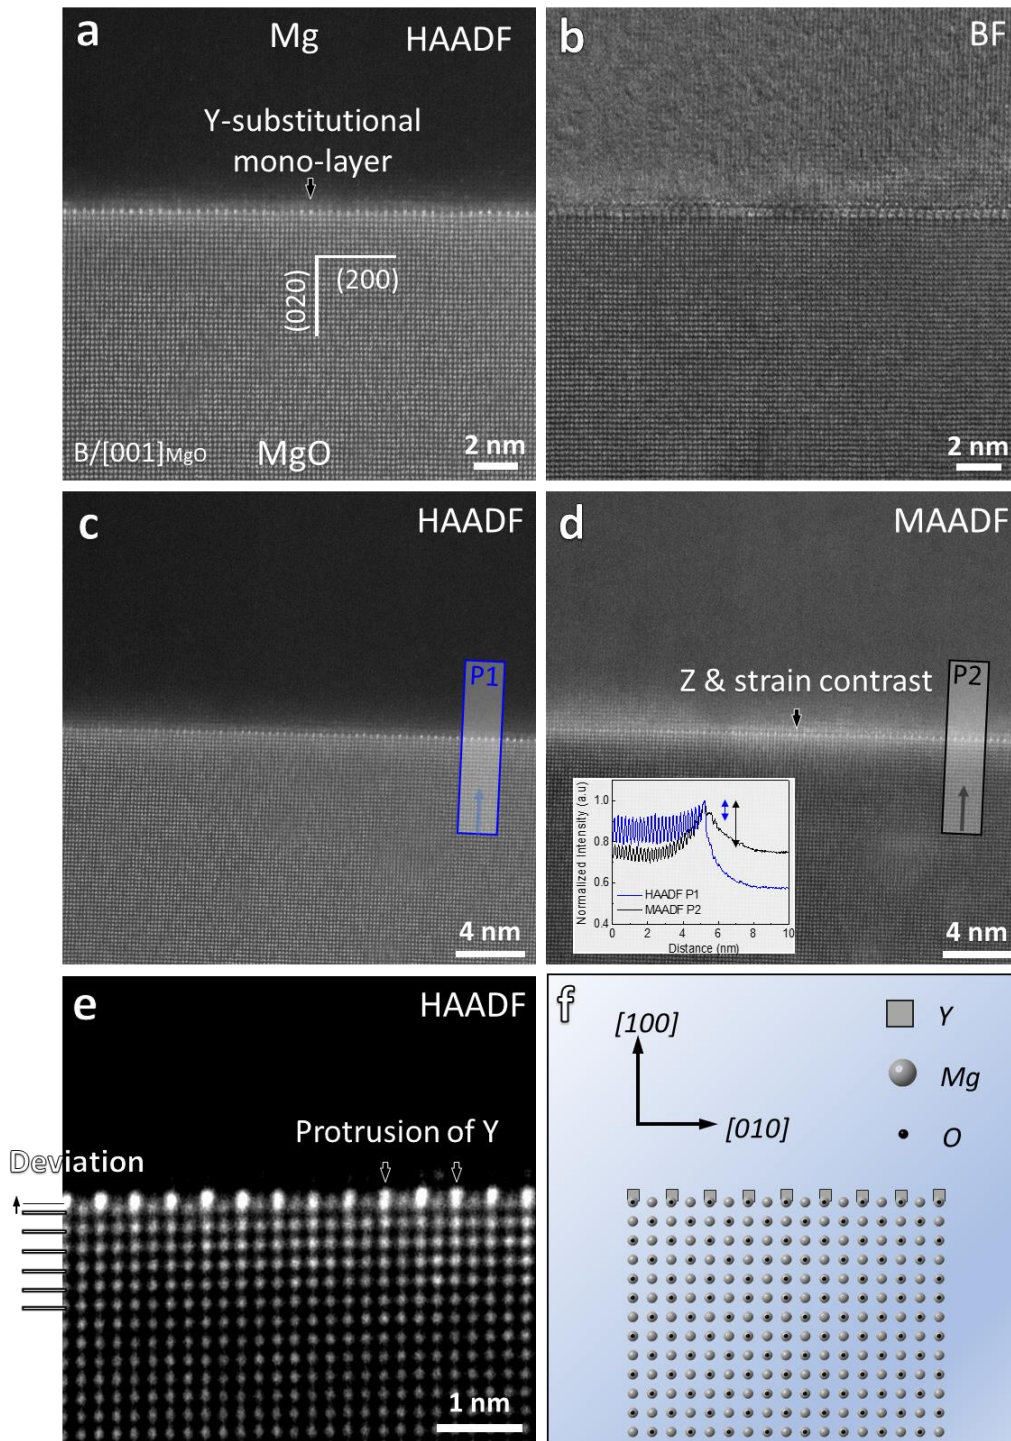 a
Mg
HAADF
Y-substitutional
mono-layer
(020)
(200)
B/[001]MgO
MgO
2 nm
b
BF
2 nm
c
HAADF
P1
4 nm
d
MAADF
Z & strain contrast
P2
Normalized Intensity (a.u)
1.0
0.8
0.6
0.4
HAADF P1
MAADF P2
0 2 4 6 8 10
Distance (nm)
4 nm
e
HAADF
Protrusion of Y
Deviation
1 nm
f
[100]
[010]
Y
Mg
O